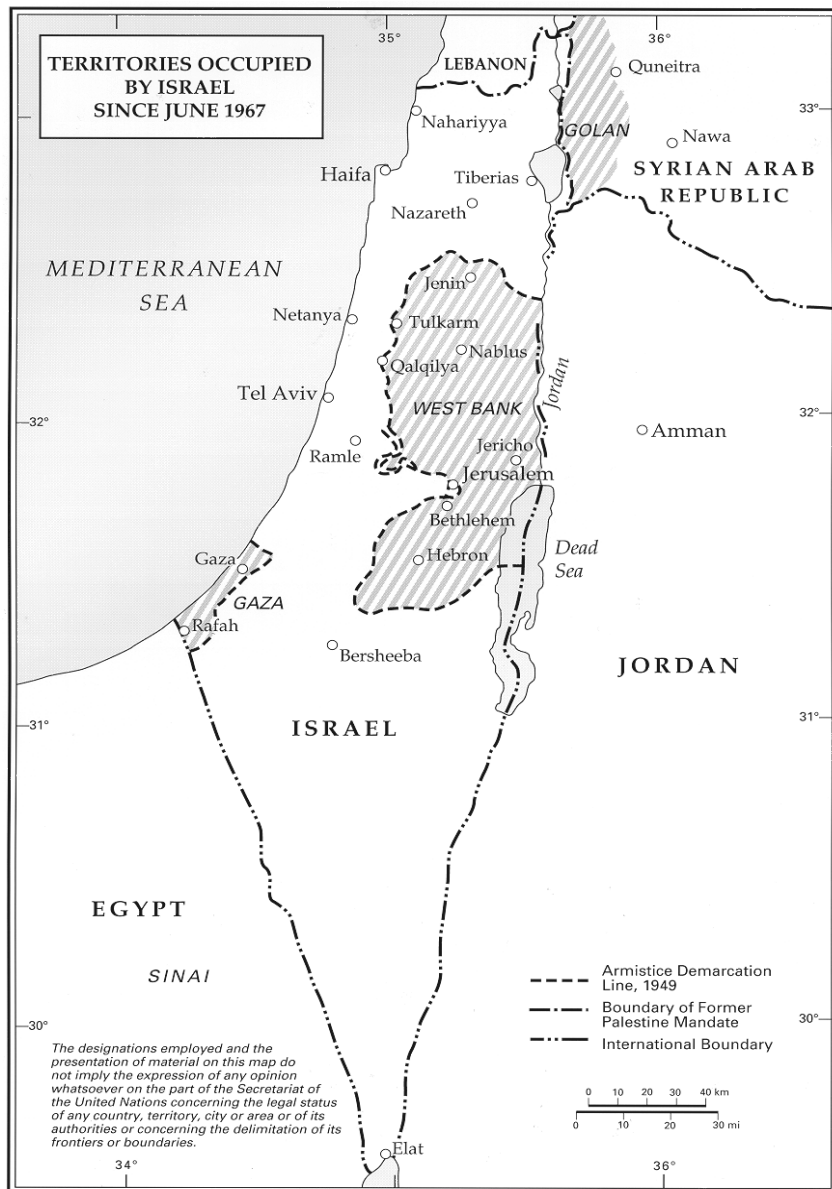 35°
36°
TERRITORIES OCCUPIED
BY ISRAEL
SINCE JUNE 1967
LEBANON
Quneitra
33°
Nahariyya
GOLAN
Nawa
Haifa
Tiberias
SYRIAN ARAB
REPUBLIC
Nazareth
MEDITERRANEAN
SEA
Jenin
Netanya
Tulkarm
Nablus
Qalqilya
Jordan
Tel Aviv
WEST BANK
32°
32°
Amman
Ramle
Jericho
Jerusalem
Bethlehem
Gaza
Hebron
Dead
Sea
GAZA
Rafah
Bersheeba
JORDAN
31°
31°
ISRAEL
EGYPT
SINAI
Armistice Demarcation
Line, 1949
Boundary of Former
Palestine Mandate
International Boundary
30°
30°
The designations employed and the
presentation of material on this map do
not imply the expression of any opinion
whatsoever on the part of the Secretariat of
the United Nations concerning the legal status
of any country, territory, city or area or of its
authorities or concerning the delimitation of its
frontiers or boundaries.
0 10 20 30 40 km
0 10 20 30 mi
Elat
34°
36°